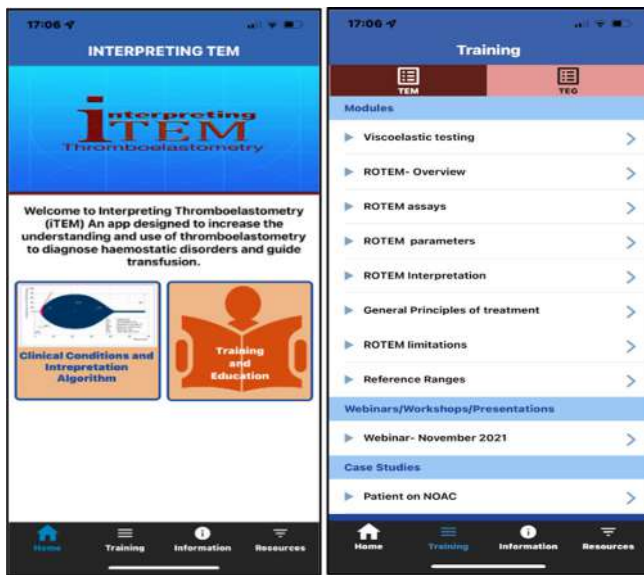 17:06
INTERPRETING TEM
interpreting
iTEM
Thromboelastometry
Welcome to Interpreting Thromboelastometry
(iTEM) An app designed to increase the
understanding and use of thromboelastometry
to diagnose haemostatic disorders and guide
transfusion.
Clinical Conditions and
Intrepretation
Algorithm
Training
and
Education
Home
Training
Information
Resources
17:06
Training
TEM
TEG
Modules
Viscoelastic testing
ROTEM- Overview
ROTEM assays
ROTEM parameters
ROTEM Interpretation
General Principles of treatment
ROTEM limitations
Reference Ranges
Webinars/Workshops/Presentations
Webinar- November 2021
Case Studies
Patient on NOAC
Home
Training
Information
Resources